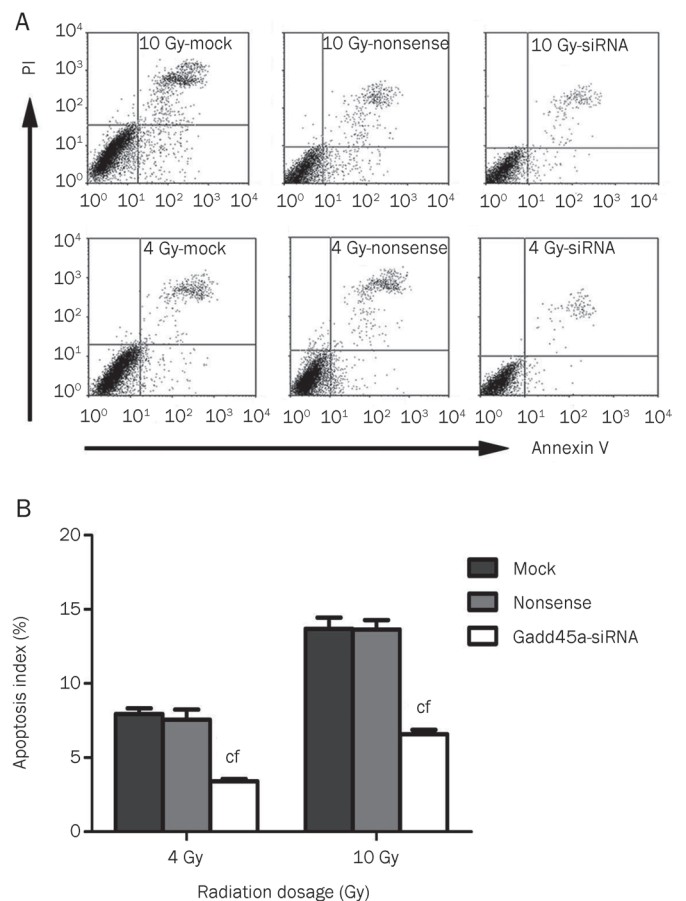 A
PI
10 Gy-mock
10⁴
10³
10²
10¹
10⁰
10⁰ 10¹ 10² 10³ 10⁴
10 Gy-nonsense
10⁰ 10¹ 10² 10³ 10⁴
10 Gy-siRNA
10⁰ 10¹ 10² 10³ 10⁴
4 Gy-mock
10⁴
10³
10²
10¹
10⁰
10⁰ 10¹ 10² 10³ 10⁴
4 Gy-nonsense
10⁰ 10¹ 10² 10³ 10⁴
4 Gy-siRNA
10⁰ 10¹ 10² 10³ 10⁴
Annexin V
B
Apoptosis index (%)
20
15
10
5
0
cf
cf
4 Gy
10 Gy
Radiation dosage (Gy)
Mock
Nonsense
Gadd45a-siRNA